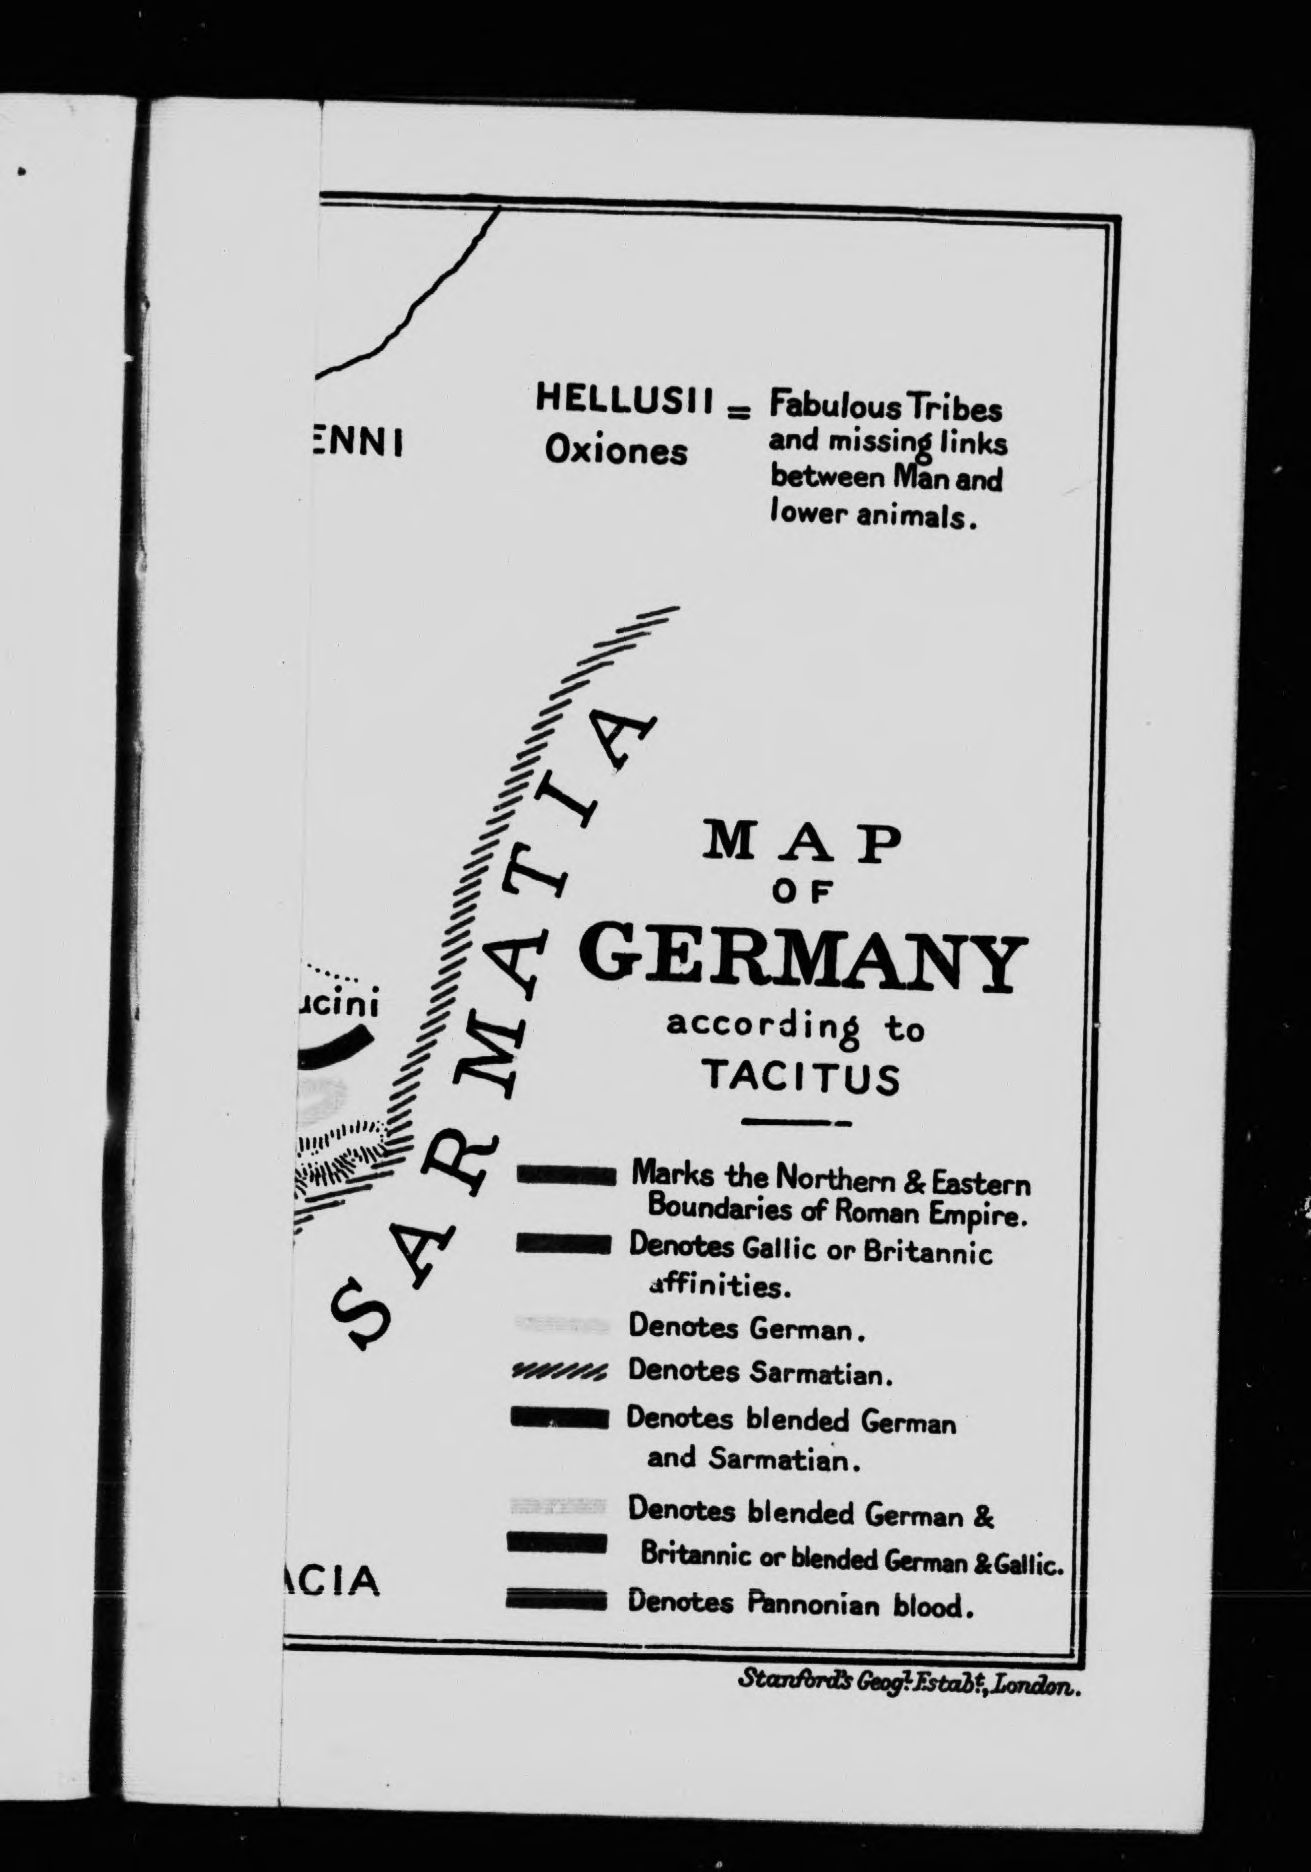 HELLUSII = Fabulous Tribes
Oxiones
and missing links
between Man and
lower animals.
ENNI
SARMATIA
MAP
OF
GERMANY
according to
TACITUS
ucini
Marks the Northern & Eastern
Boundaries of Roman Empire.
Denotes Gallic or Britannic
affinities.
Denotes German.
Denotes Sarmatian.
Denotes blended German
and Sarmatian.
Denotes blended German &
Britannic or blended German & Gallic.
Denotes Pannonian blood.
ACIA
Stanford's Geogl. Estabt., London.